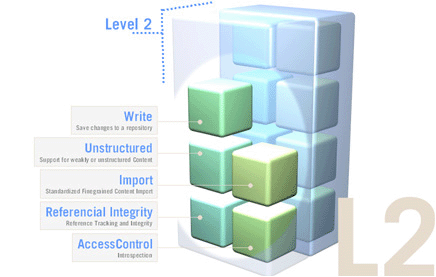 Level 2
Write
Save changes to a repository
Unstructured
Support for weakly or unstructured Content
Import
Standardized Finegrained Content Import
Referencial Integrity
Reference Tracking and Integrity
AccessControl
Introspection
L2